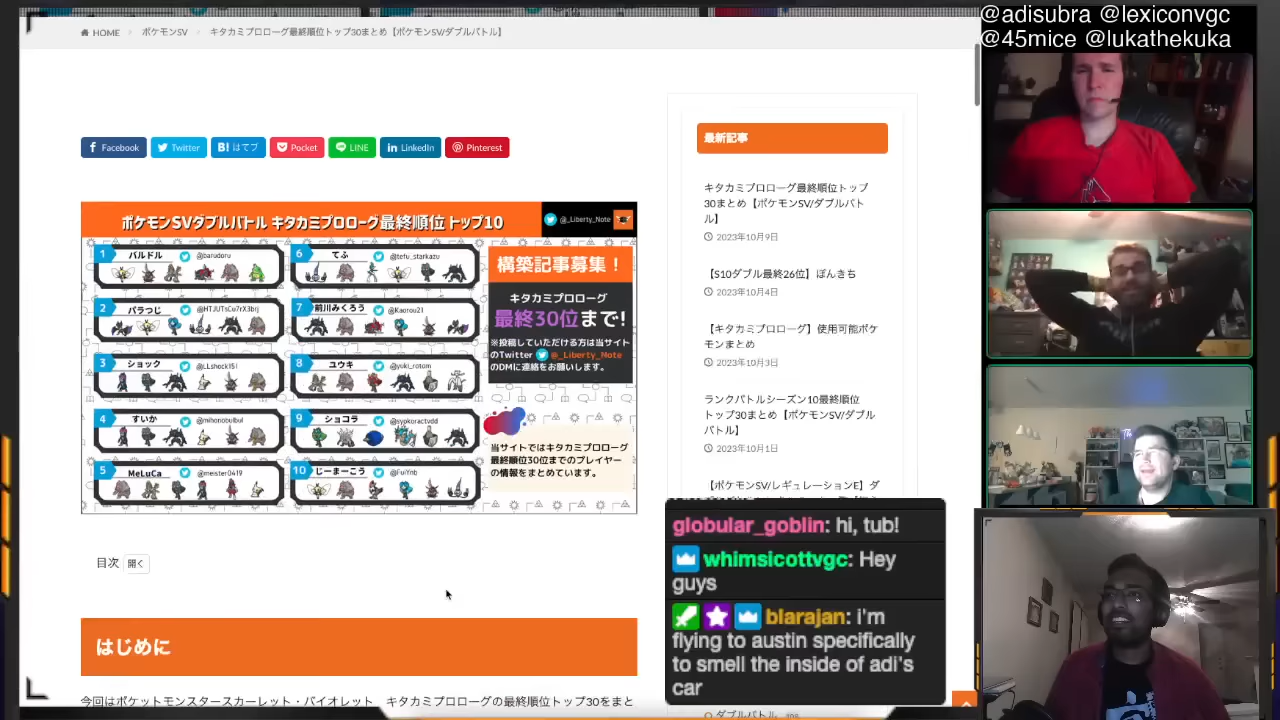 @adisubra @lexiconvgc
@45mice @lukathekuka
HOME
ポケモンSV
キタカミプロローグ最終順位トップ30まとめ【ポケモンSV/ダブルバトル】
Facebook
Twitter
B! はてブ
Pocket
LINE
LinkedIn
Pinterest
ポケモンSVダブルバトル キタカミプロローグ最終順位 トップ10
@_Liberty_Note
1 バルドル @barudoru
2 パラつじ @HTJUTsCu7rX3brj
3 ショック @LLshock151
4 すいか @mihonobuibui
5 MeLuCa @meister0419
6 てふ @tefu_starkazu
7 前川みくろう @Kaorou21
8 ユウキ @yuki_rotom
9 ショコラ @syokoractvdd
10 じーまーこう @FuiYnb
構築記事募集！
キタカミプロローグ
最終30位まで!
※投稿していただける方は当サイト
のTwitter @_Liberty_Note
のDMに連絡をお願いします。
当サイトではキタカミプロローグ
最終順位30位までのプレイヤー
の情報をまとめています。
目次 開く
はじめに
今回はポケットモンスタースカーレット・バイオレット キタカミプロローグの最終順位トップ30をまと
最新記事
キタカミプロローグ最終順位トップ
30まとめ【ポケモンSV/ダブルバト
ル】
2023年10月9日
【S10ダブル最終26位】ぽんきち
2023年10月4日
【キタカミプロローグ】使用可能ポケ
モンまとめ
2023年10月3日
ランクバトルシーズン10最終順位
トップ30まとめ【ポケモンSV/ダブル
バトル】
2023年10月1日
【ポケモンSV/レギュレーションE】ダ
globular_goblin: hi, tub!
whimsicottvgc: Hey
guys
blarajan: i'm
flying to austin specifically
to smell the inside of adi's
car
ダブルバトル